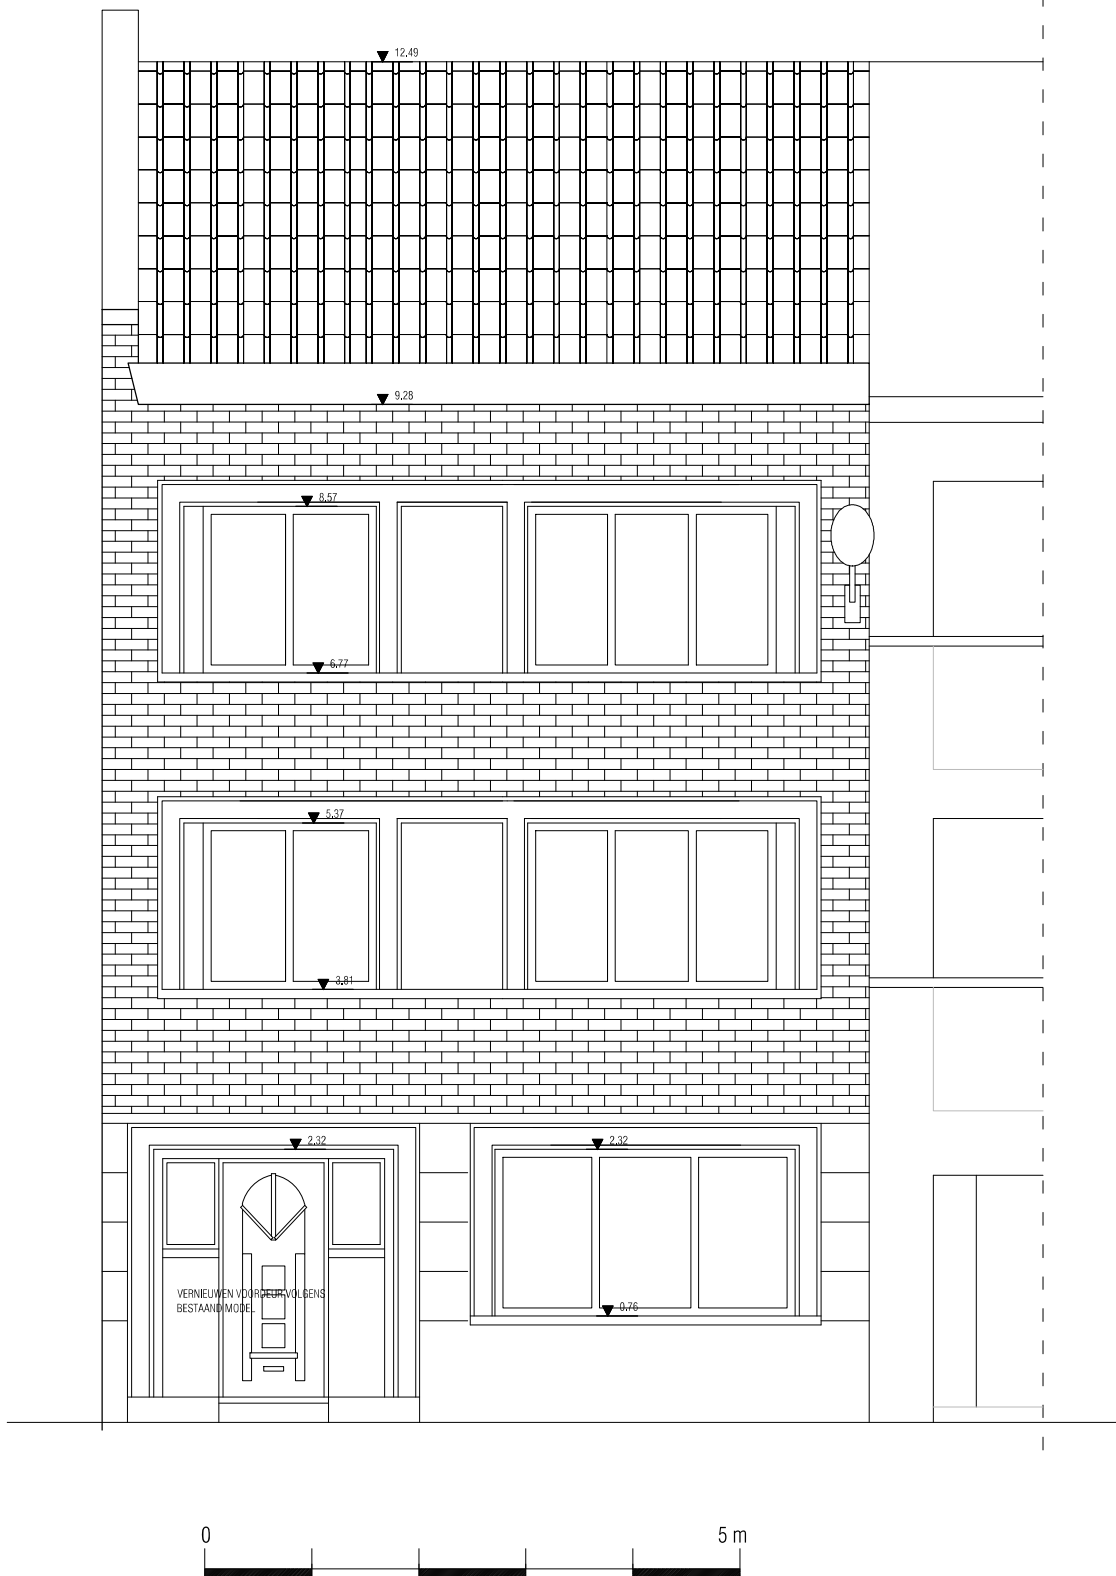 12.49
9.28
8.57
6.77
5.37
3.81
2.32 2.32
VERNIEUWEN VOORDEUR VOLGENS
BESTAAND MODEL
0.76
0 5 m